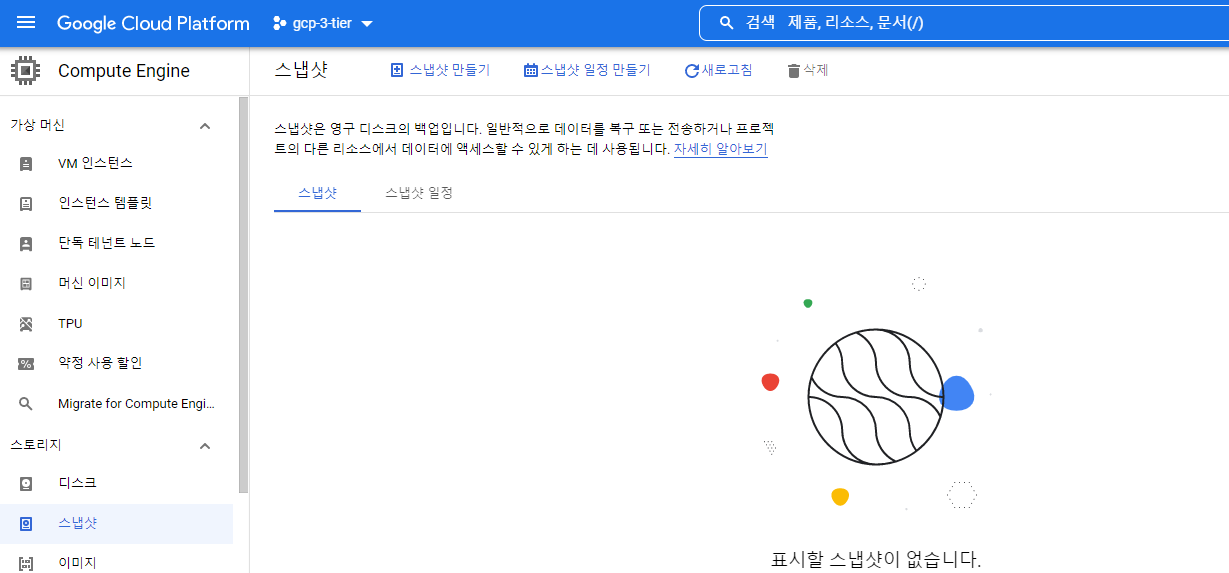 Google Cloud Platform
gcp-3-tier
검색 제품, 리소스, 문서(/)
Compute Engine
스냅샷
스냅샷 만들기
스냅샷 일정 만들기
새로고침
삭제
가상 머신
VM 인스턴스
인스턴스 템플릿
단독 테넌트 노드
머신 이미지
TPU
약정 사용 할인
Migrate for Compute Engi...
스토리지
디스크
스냅샷
이미지
스냅샷은 영구 디스크의 백업입니다. 일반적으로 데이터를 복구 또는 전송하거나 프로젝
트의 다른 리소스에서 데이터에 액세스할 수 있게 하는 데 사용됩니다. 자세히 알아보기
스냅샷
스냅샷 일정
표시할 스냅샷이 없습니다.